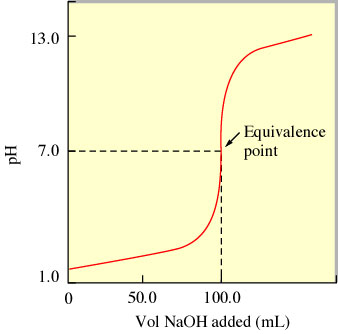 13.0
Equivalence
point
7.0
pH
1.0
0
50.0
100.0
Vol NaOH added (mL)